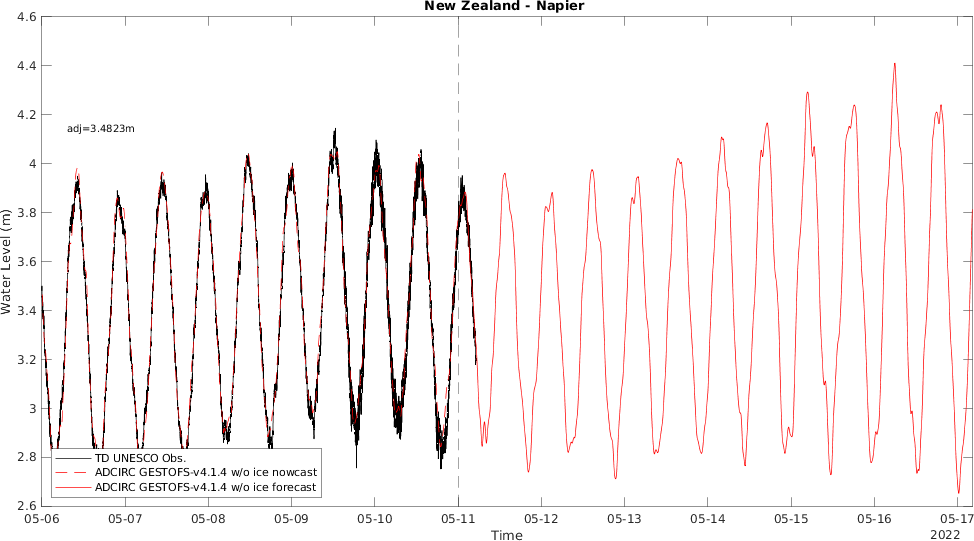 New Zealand - Napier
4.6
4.4
4.2
4
3.8
3.6
3.4
3.2
3
2.8
2.6
Water Level (m)
adj=3.4823m
TD UNESCO Obs.
ADCIRC GESTOFS-v4.1.4 w/o ice nowcast
ADCIRC GESTOFS-v4.1.4 w/o ice forecast
05-06 05-07 05-08 05-09 05-10 05-11 05-12 05-13 05-14 05-15 05-16 05-17
Time
2022